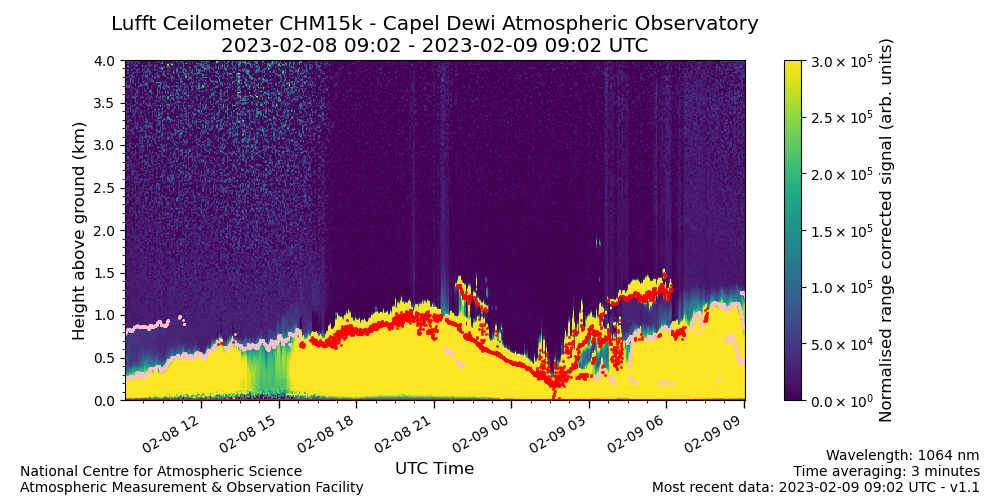 Lufft Ceilometer CHM15k - Capel Dewi Atmospheric Observatory
2023-02-08 09:02 - 2023-02-09 09:02 UTC
Height above ground (km)
4.0
3.5
3.0
2.5
2.0
1.5
1.0
0.5
0.0
02-08 12
02-08 15
02-08 18
02-08 21
02-09 00
02-09 03
02-09 06
02-09 09
UTC Time
3.0 × 10⁵
2.5 × 10⁵
2.0 × 10⁵
1.5 × 10⁵
1.0 × 10⁵
5.0 × 10⁴
0.0 × 10⁰
Normalised range corrected signal (arb. units)
National Centre for Atmospheric Science
Atmospheric Measurement & Observation Facility
Wavelength: 1064 nm
Time averaging: 3 minutes
Most recent data: 2023-02-09 09:02 UTC - v1.1